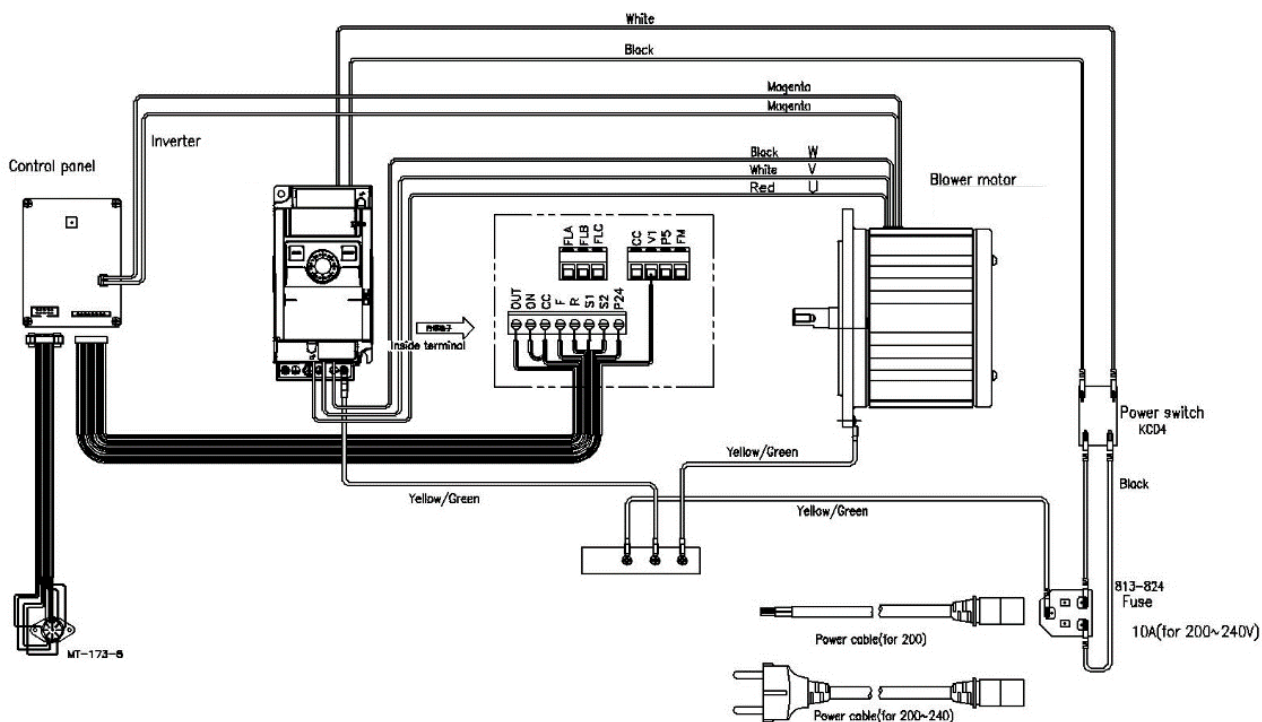 White
Black
Magenta
Magenta
Inverter
Control panel
Black W
White V
Red U
Blower motor
FLA
FLB
FLC
CC
V1
P5
FM
OUT
ON
CC
F
R
S1
S2
P24
Inside terminal
Power switch
KCD4
Yellow/Green
Black
Yellow/Green
Yellow/Green
813-824
Fuse
10A(for 200~240V)
Power cable(for 200)
MT-173-6
Power cable(for 200~240)